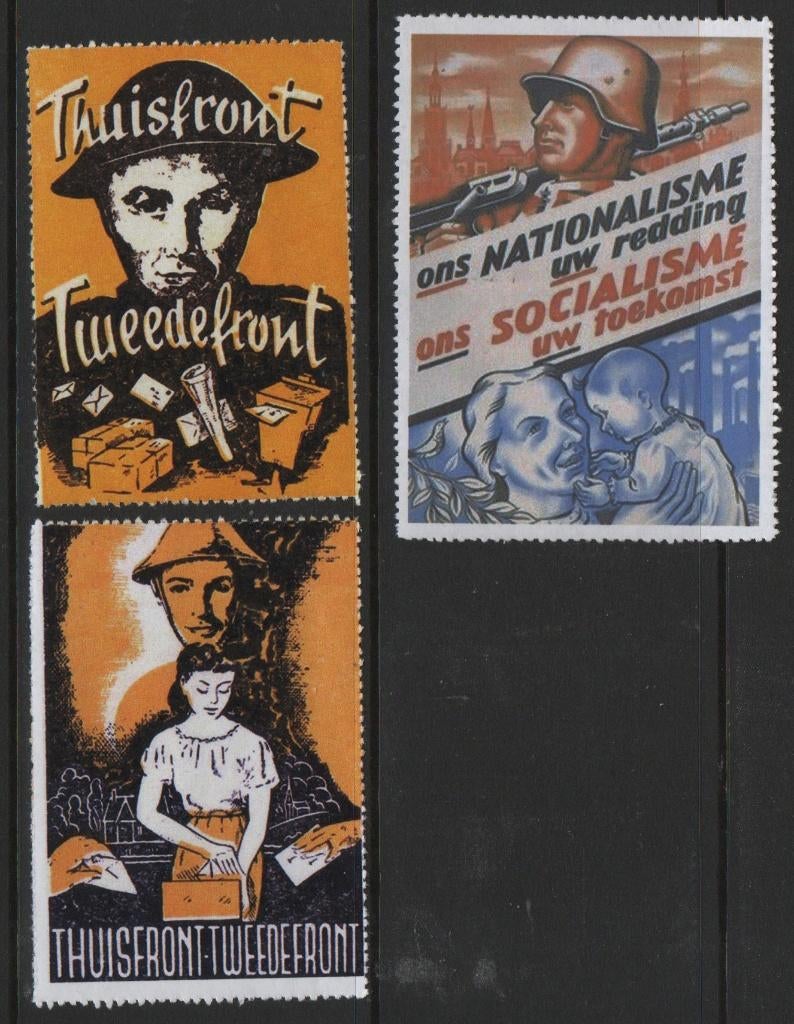 Thuisfront
Tweedefront
ons NATIONALISME
uw redding
ons SOCIALISME
uw toekomst
THUISFRONT-TWEEDEFRONT